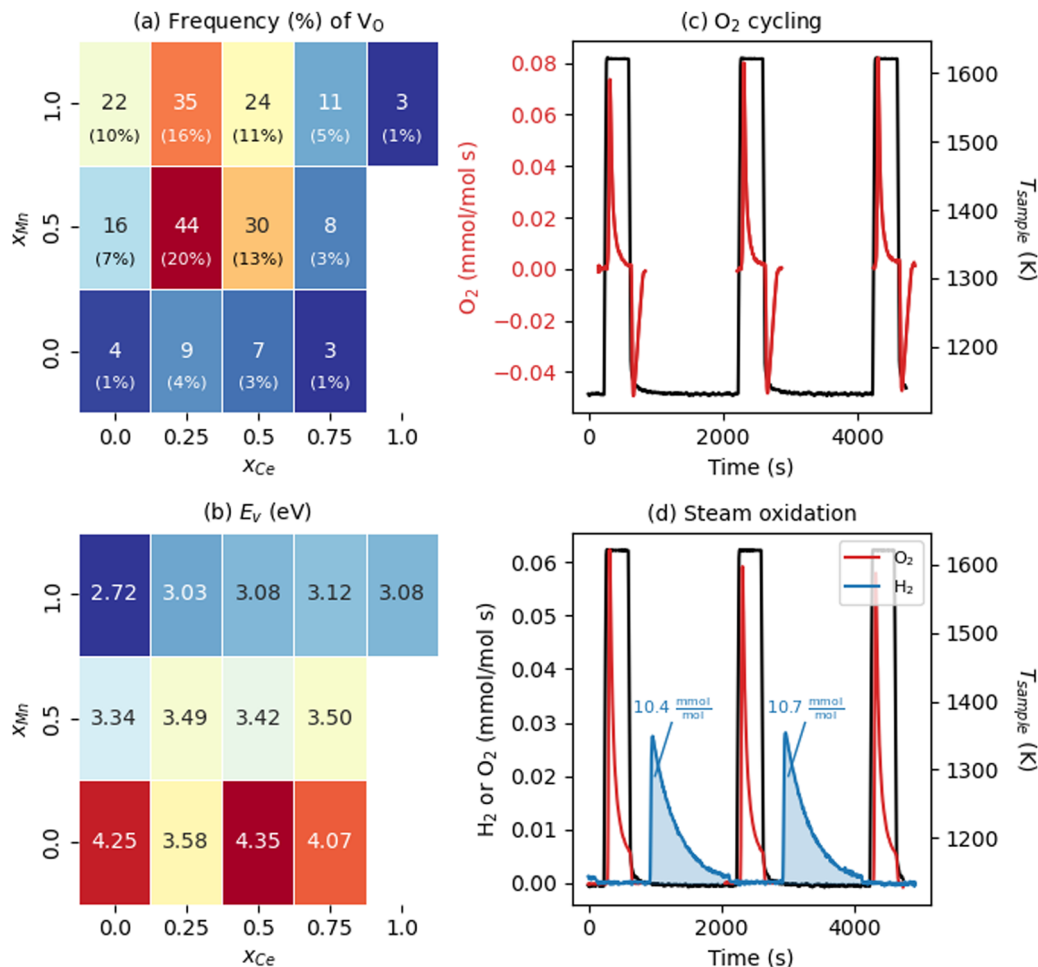 (a) Frequency (%) of V_O
x_Mn
1.0
22 35 24 11 3
(10%) (16%) (11%) (5%) (1%)
0.5
16 44 30 8
(7%) (20%) (13%) (3%)
0.0
4 9 7 3
(1%) (4%) (3%) (1%)
0.0 0.25 0.5 0.75 1.0
x_Ce
(c) O₂ cycling
O₂ (mmol/mol s)
0.08
0.06
0.04
0.02
0.00
−0.02
−0.04
1600
1500
1400
1300
1200
T_sample (K)
0 2000 4000
Time (s)
(b) E_v (eV)
x_Mn
1.0
2.72 3.03 3.08 3.12 3.08
0.5
3.34 3.49 3.42 3.50
0.0
4.25 3.58 4.35 4.07
0.0 0.25 0.5 0.75 1.0
x_Ce
(d) Steam oxidation
H₂ or O₂ (mmol/mol s)
0.06
0.05
0.04
0.03
0.02
0.01
0.00
O₂
H₂
10.4 mmol/mol
10.7 mmol/mol
1600
1500
1400
1300
1200
T_sample (K)
0 2000 4000
Time (s)